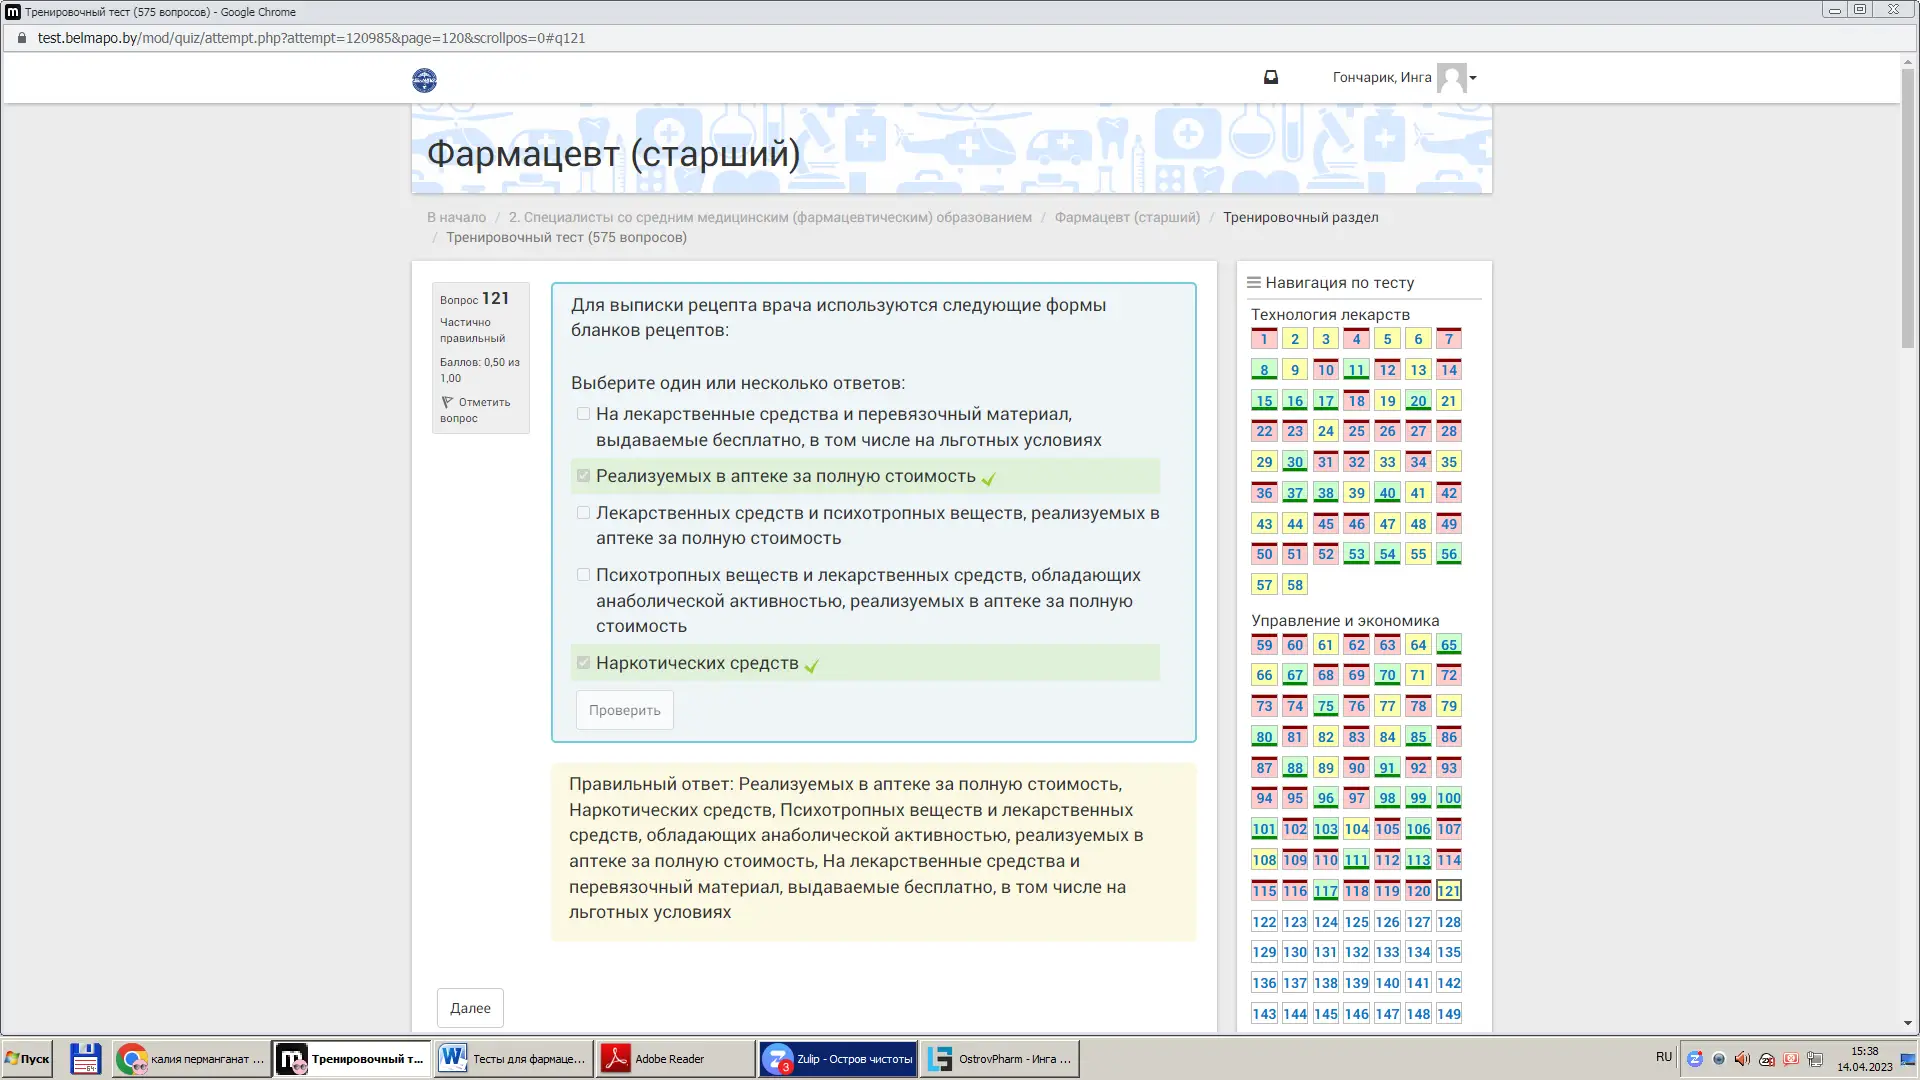 Тренировочный тест (575 вопросов) - Google Chrome
test.belmapo.by/mod/quiz/attempt.php?attempt=120985&page=120&scrollpos=0#q121
Гончарик, Инга
Фармацевт (старший)
В начало / 2. Специалисты со средним медицинским (фармацевтическим) образованием / Фармацевт (старший) / Тренировочный раздел
/ Тренировочный тест (575 вопросов)
Вопрос 121
Частично
правильный
Баллов: 0,50 из
1,00
Отметить
вопрос
Для выписки рецепта врача используются следующие формы
бланков рецептов:
Выберите один или несколько ответов:
На лекарственные средства и перевязочный материал,
выдаваемые бесплатно, в том числе на льготных условиях
Реализуемых в аптеке за полную стоимость
Лекарственных средств и психотропных веществ, реализуемых в
аптеке за полную стоимость
Психотропных веществ и лекарственных средств, обладающих
анаболической активностью, реализуемых в аптеке за полную
стоимость
Наркотических средств
Проверить
Правильный ответ: Реализуемых в аптеке за полную стоимость,
Наркотических средств, Психотропных веществ и лекарственных
средств, обладающих анаболической активностью, реализуемых в
аптеке за полную стоимость, На лекарственные средства и
перевязочный материал, выдаваемые бесплатно, в том числе на
льготных условиях
Далее
Навигация по тесту
Технология лекарств
1 2 3 4 5 6 7
8 9 10 11 12 13 14
15 16 17 18 19 20 21
22 23 24 25 26 27 28
29 30 31 32 33 34 35
36 37 38 39 40 41 42
43 44 45 46 47 48 49
50 51 52 53 54 55 56
57 58
Управление и экономика
59 60 61 62 63 64 65
66 67 68 69 70 71 72
73 74 75 76 77 78 79
80 81 82 83 84 85 86
87 88 89 90 91 92 93
94 95 96 97 98 99 100
101 102 103 104 105 106 107
108 109 110 111 112 113 114
115 116 117 118 119 120 121
122 123 124 125 126 127 128
129 130 131 132 133 134 135
136 137 138 139 140 141 142
143 144 145 146 147 148 149
Пуск
калия перманганат ...
Тренировочный т...
Тесты для фармаце...
Adobe Reader
3 Zulip - Остров чистоты
OstrovPharm - Инга ...
RU
15:38
14.04.2023